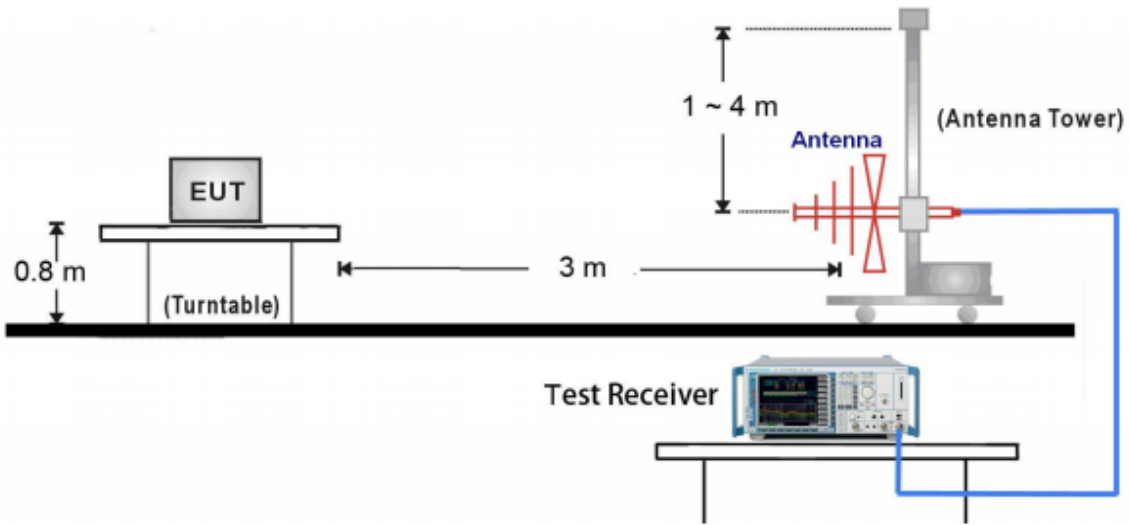 1 ~ 4 m
(Antenna Tower)
Antenna
EUT
0.8 m
3 m
(Turntable)
Test Receiver